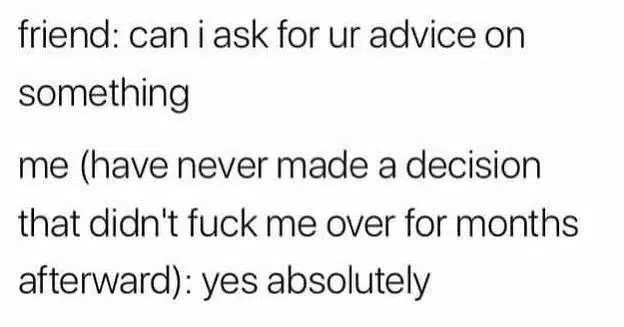 friend: can i ask for ur advice on
something
me (have never made a decision
that didn't fuck me over for months
afterward): yes absolutely